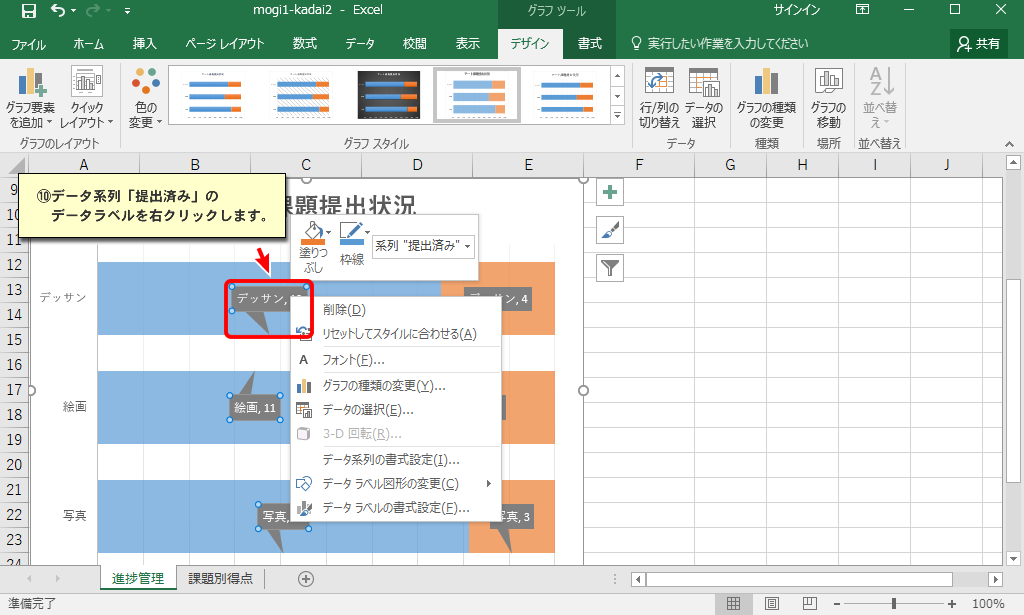 mogi1-kadai2 - Excel
グラフ ツール
サインイン
ファイル ホーム 挿入 ページ レイアウト 数式 データ 校閲 表示 デザイン 書式 実行したい作業を入力してください 共有
グラフ要素を追加 クイックレイアウト 色の変更 行/列の切り替え データの選択 グラフの種類の変更 グラフの移動 並べ替え
グラフのレイアウト グラフ スタイル データ 種類 場所 並べ替え
A B C D E F G H I J
9
10
11
12
13
14
15
16
17
18
19
20
21
22
23
24
⑩データ系列「提出済み」の
データラベルを右クリックします。
課題提出状況
塗りつぶし 枠線 系列 "提出済み"
デッサン デッサン, デッサン, 4
絵画 絵画, 11
写真 写真, 写真, 3
削除(D)
リセットしてスタイルに合わせる(A)
フォント(F)...
グラフの種類の変更(Y)...
データの選択(E)...
3-D 回転(R)...
データ系列の書式設定(I)...
データ ラベル図形の変更(C)
データ ラベルの書式設定(F)...
進捗管理 課題別得点
準備完了
100%